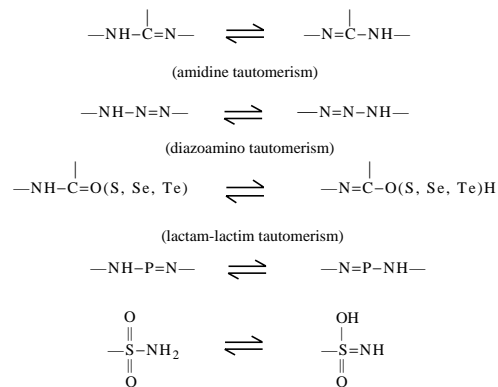 —NH–C=N— ⇌ —N=C–NH—
(amidine tautomerism)
—NH–N=N— ⇌ —N=N–NH—
(diazoamino tautomerism)
—NH–C=O(S, Se, Te) ⇌ —N=C–O(S, Se, Te)H
(lactam-lactim tautomerism)
—NH–P=N— ⇌ —N=P–NH—
O OH
—S–NH₂ ⇌ —S=NH
O O